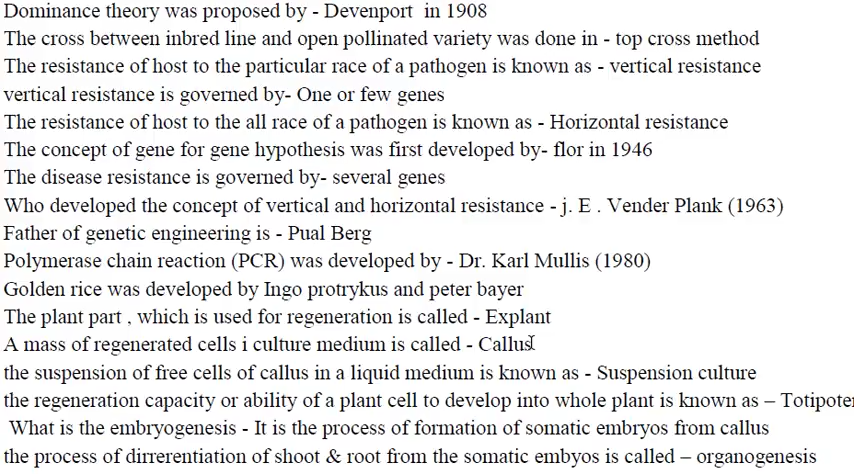 Dominance theory was proposed by - Devenport in 1908
The cross between inbred line and open pollinated variety was done in - top cross method
The resistance of host to the particular race of a pathogen is known as - vertical resistance
vertical resistance is governed by- One or few genes
The resistance of host to the all race of a pathogen is known as - Horizontal resistance
The concept of gene for gene hypothesis was first developed by- flor in 1946
The disease resistance is governed by- several genes
Who developed the concept of vertical and horizontal resistance - j. E . Vender Plank (1963)
Father of genetic engineering is - Pual Berg
Polymerase chain reaction (PCR) was developed by - Dr. Karl Mullis (1980)
Golden rice was developed by Ingo protrykus and peter bayer
The plant part , which is used for regeneration is called - Explant
A mass of regenerated cells i culture medium is called - Callus
the suspension of free cells of callus in a liquid medium is known as - Suspension culture
the regeneration capacity or ability of a plant cell to develop into whole plant is known as – Totipoter
What is the embryogenesis - It is the process of formation of somatic embryos from callus
the process of dirrerentiation of shoot & root from the somatic embyos is called – organogenesis